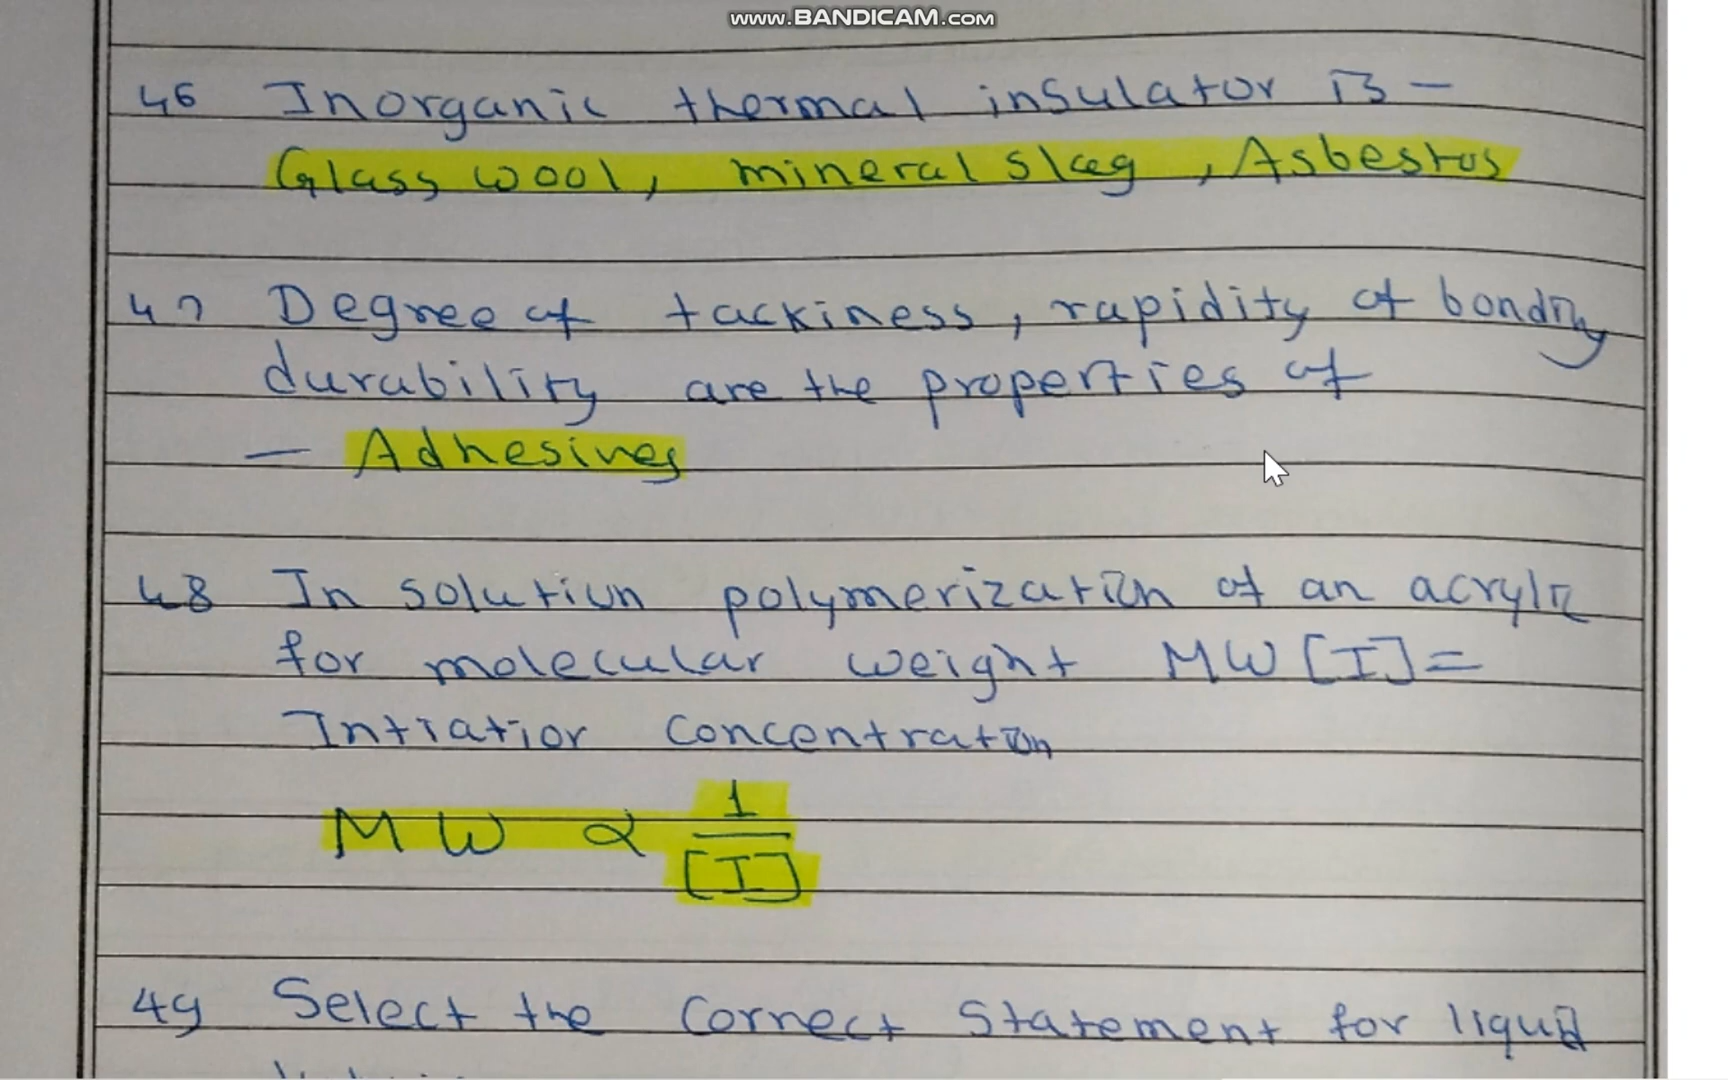 www.BANDICAM.com
46 Inorganic thermal insulator is -
Glass wool, mineral slag, Asbestos
47 Degree of tackiness, rapidity of bonding
durability are the properties of
- Adhesives
48 In solution polymerization of an acrylic
for molecular weight MW [I] =
Intiatior concentration
MW ∝ 1/[I]
49 Select the correct statement for liquid